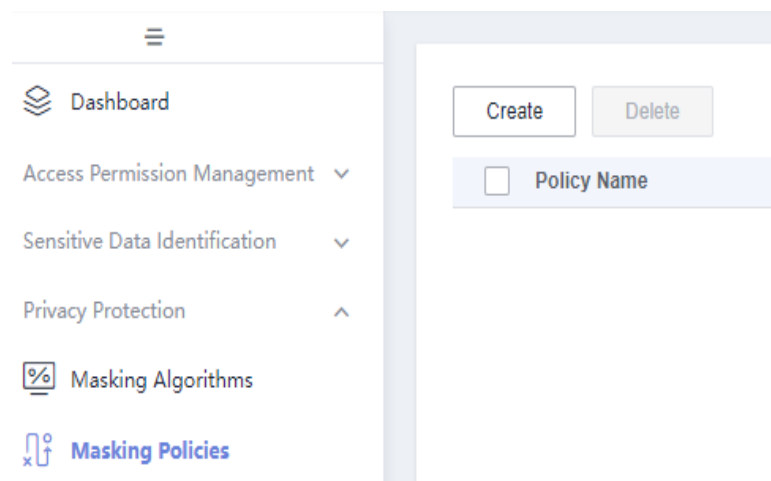 Dashboard
Access Permission Management
Sensitive Data Identification
Privacy Protection
Masking Algorithms
Masking Policies
Create Delete
Policy Name